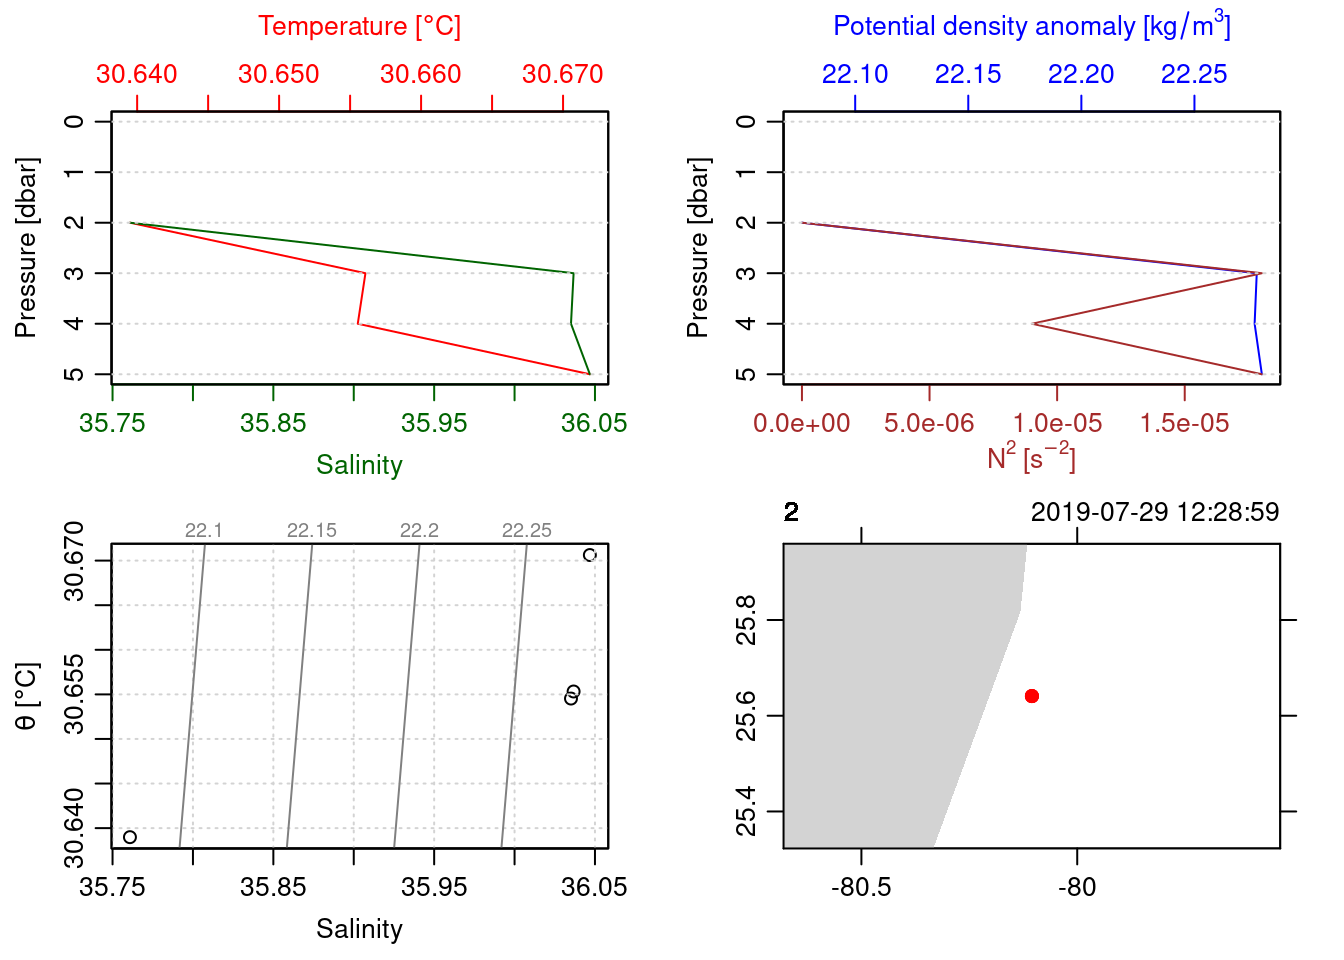 Temperature [°C]
30.640 30.650 30.660 30.670
Pressure [dbar]
0
1
2
3
4
5
35.75 35.85 35.95 36.05
Salinity
Potential density anomaly [kg/m³]
22.10 22.15 22.20 22.25
Pressure [dbar]
0
1
2
3
4
5
0.0e+00 5.0e-06 1.0e-05 1.5e-05
N² [s⁻²]
22.1 22.15 22.2 22.25
θ [°C]
30.670
30.655
30.640
35.75 35.85 35.95 36.05
Salinity
2 2019-07-29 12:28:59
25.8
25.6
25.4
-80.5 -80